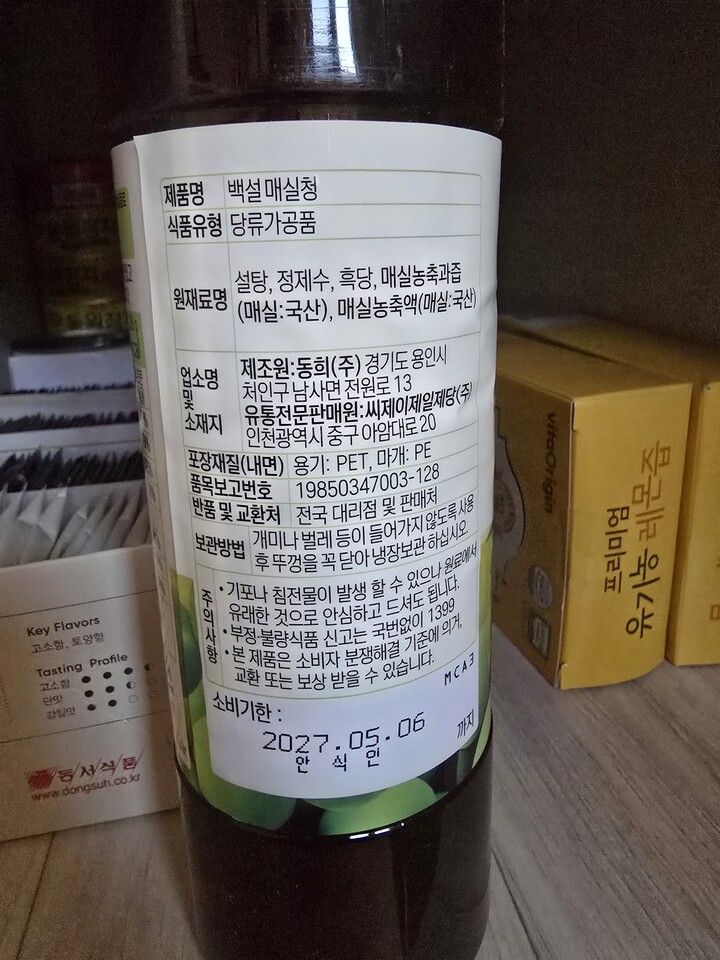 제품명 백설 매실청
식품유형 당류가공품
원재료명 설탕, 정제수, 흑당, 매실농축과즙
(매실:국산), 매실농축액(매실:국산)
업소명 및 소재지 제조원:동희(주) 경기도 용인시
처인구 남사면 전원로 13
유통전문판매원:씨제이제일제당(주)
인천광역시 중구 아암대로 20
포장재질(내면) 용기: PET, 마개: PE
품목보고번호 19850347003-128
반품 및 교환처 전국 대리점 및 판매처
보관방법 개미나 벌레 등이 들어가지 않도록 사용
후 뚜껑을 꼭 닫아 냉장보관 하십시오
주의사항 • 기포나 침전물이 발생 할 수 있으나 원료에서
유래한 것으로 안심하고 드셔도 됩니다.
• 부정·불량식품 신고는 국번없이 1399
• 본 제품은 소비자 분쟁해결 기준에 의거,
교환 또는 보상 받을 수 있습니다.
MCA3
소비기한 :
2027.05.06 까지
안 식 인
Key Flavors
고소함, 토양향
Tasting Profile
고소함
단맛
감칠맛
동서식품
www.dongsuh.co.kr
vitaOrigin
프리미엄
유기농 레몬즙